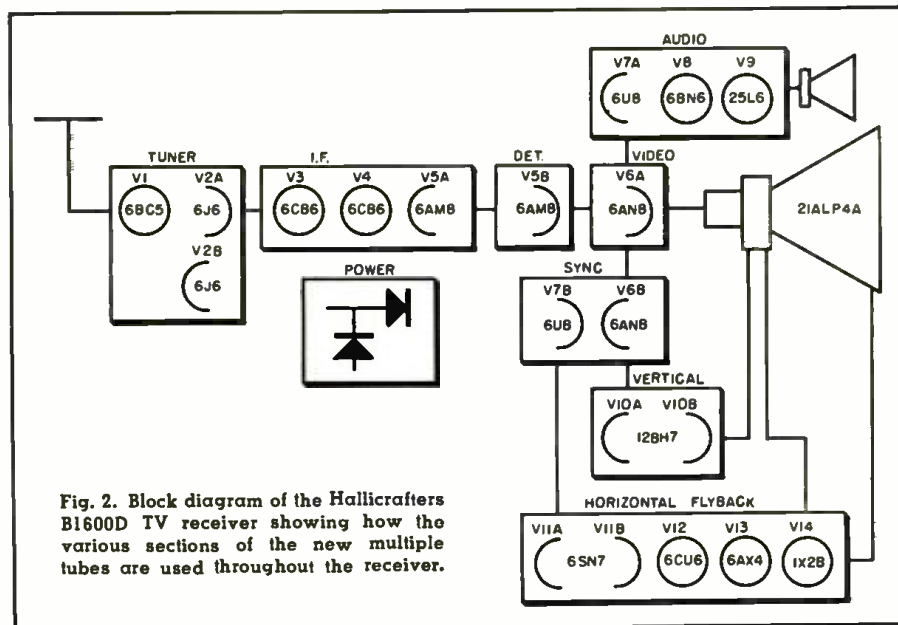 AUDIO
V7A V8 V9
6U8 6BN6 25L6
TUNER
V1 V2A
6BC5 6J6
V2B
6J6
I.F.
V3 V4 V5A
6CB6 6CB6 6AM8
DET.
V5B
6AM8
VIDEO
V6A
6AN8
21ALP4A
POWER
SYNC
V7B V6B
6U8 6AN8
VERTICAL
V10A V10B
12BH7
HORIZONTAL FLYBACK
V11A V11B V12 V13 V14
6SN7 6CU6 6AX4 1X2B
Fig. 2. Block diagram of the Hallicrafters
B1600D TV receiver showing how the
various sections of the new multiple
tubes are used throughout the receiver.